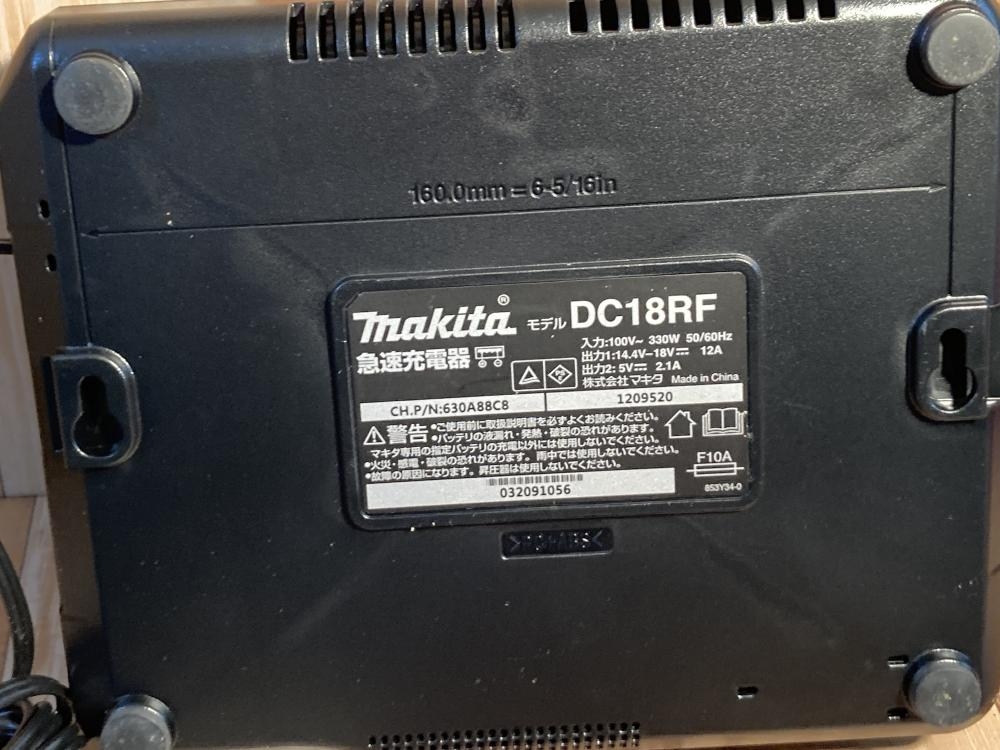 160.0mm=6-5/16in
makita® モデル DC18RF
急速充電器
入力:100V~ 330W 50/60Hz
出力1:14.4V-18V⎓ 12A
出力2: 5V⎓ 2.1A
株式会社マキタ Made in China
PS E
CH.P/N:630A88C8
1209520
警告
•ご使用前に取扱説明書を必ずよくお読みください。
•バッテリの液漏れ・発熱・破裂の恐れがあります。
マキタ専用の指定バッテリの充電以外には使用しないでください。
•火災・感電・破裂の恐れがあります。雨中では使用しないでください。
•故障の原因になります。昇圧器は使用しないでください。
F10A
032091056
853Y34-0